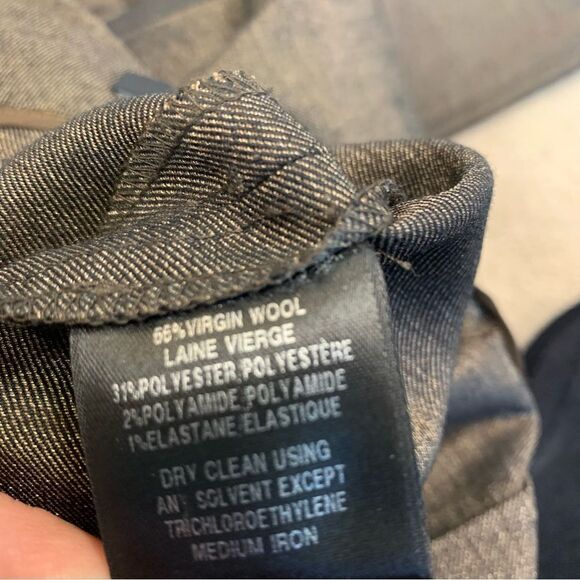 66% VIRGIN WOOL
LAINE VIERGE
31% POLYESTER, POLYESTÈRE
2% POLYAMIDE, POLYAMIDE
1% ELASTANE, ÉLASTIQUE
DRY CLEAN USING
ANY SOLVENT EXCEPT
TRICHLOROETHYLENE
MEDIUM IRON